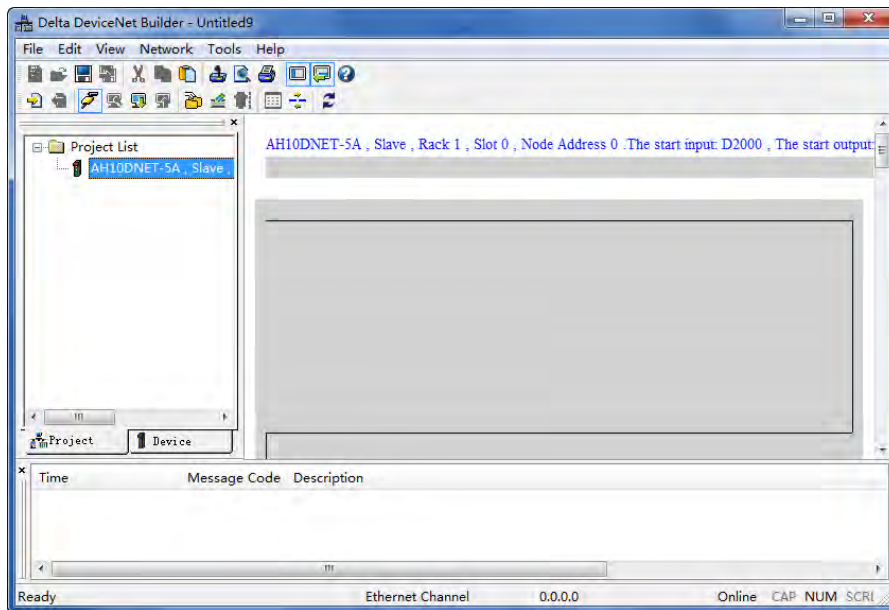 Delta DeviceNet Builder - Untitled9
File Edit View Network Tools Help
Project List
AH10DNET-5A , Slave ,
AH10DNET-5A , Slave , Rack 1 , Slot 0 , Node Address 0 .The start input: D2000 , The start output:
Project Device
Time Message Code Description
Ready Ethernet Channel 0.0.0.0 Online CAP NUM SCRL